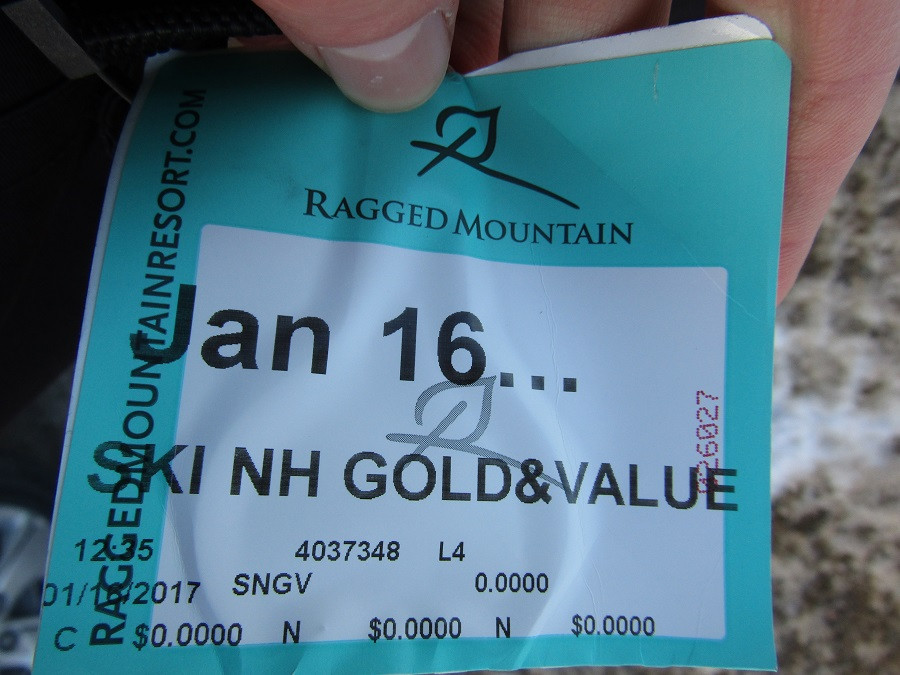 RAGGEDMOUNTAINRESORT.COM
RAGGED MOUNTAIN
Jan 16...
SKI NH GOLD&VALUE
12:35 4037348 L4
01/16/2017 SNGV 0.0000
C $0.0000 N $0.0000 N $0.0000